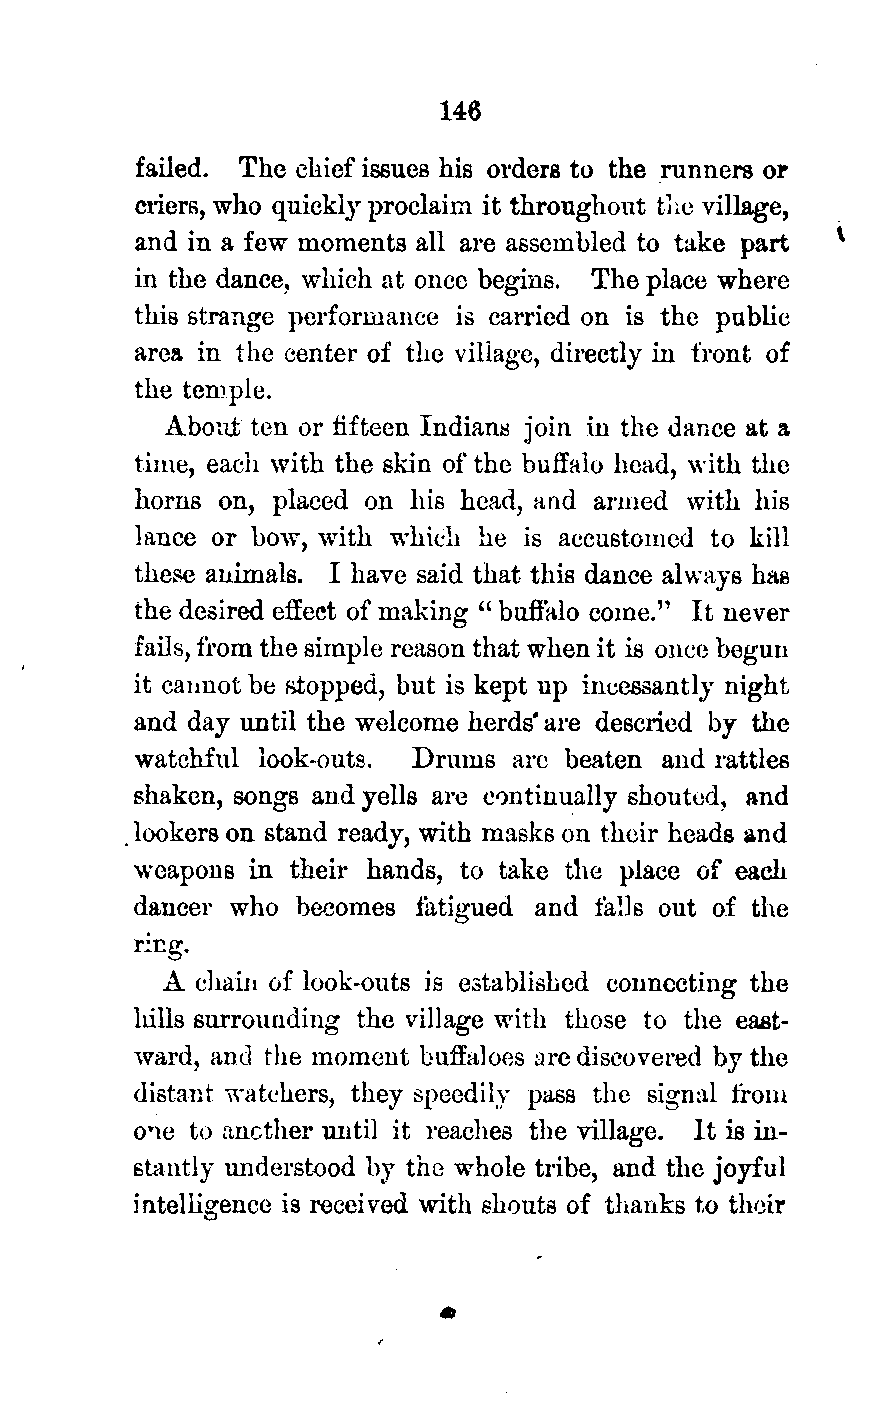 146
failed. The chief issues his orders to the runners or
criers, who quickly proclaim it throughout the village,
and in a few moments all are assembled to take part
in the dance, which at once begins. The place where
this strange performance is carried on is the public
area in the center of the village, directly in front of
the temple.
About ten or fifteen Indians join in the dance at a
time, each with the skin of the buffalo head, with the
horns on, placed on his head, and armed with his
lance or bow, with which he is accustomed to kill
these animals. I have said that this dance always has
the desired effect of making “ buffalo come.” It never
fails, from the simple reason that when it is once begun
it cannot be stopped, but is kept up incessantly night
and day until the welcome herds are descried by the
watchful look-outs. Drums are beaten and rattles
shaken, songs and yells are continually shouted, and
lookers on stand ready, with masks on their heads and
weapons in their hands, to take the place of each
dancer who becomes fatigued and falls out of the
ring.
A chain of look-outs is established connecting the
hills surrounding the village with those to the east-
ward, and the moment buffaloes are discovered by the
distant watchers, they speedily pass the signal from
one to another until it reaches the village. It is in-
stantly understood by the whole tribe, and the joyful
intelligence is received with shouts of thanks to their